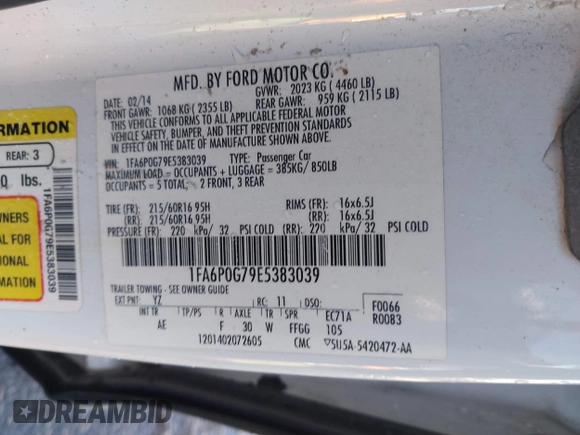 MFD. BY FORD MOTOR CO.
02/14 GVWR: 2023 KG ( 4460 LB)
FRONT GAWR: 1068 KG ( 2355 LB) REAR GAWR: 959 KG ( 2115 LB)
THIS VEHICLE CONFORMS TO ALL APPLICABLE FEDERAL MOTOR
VEHICLE SAFETY, BUMPER, AND THEFT PREVENTION STANDARDS
IN EFFECT ON THE DATE OF MANUFACTURE SHOWN ABOVE.
VIN: 1FA6P0G79E5383039 TYPE: Passenger Car
MAXIMUM LOAD = OCCUPANTS + LUGGAGE = 385KG/ 850LB
OCCUPANTS = 5 TOTAL, 2 FRONT, 3 REAR
TIRE (FR): 215/60R16 95H RIMS (FR): 16x6.5J
(RR): 215/60R16 95H (RR): 16x6.5J
PRESSURE (FR): 220 kPa/ 32 PSI COLD (RR): 220 kPa/ 32 PSI COLD
1FA6P0G79E5383039
TRAILER TOWING - SEE OWNER GUIDE
EXT PNT: YZ RC: 11 DSO: F0066
INT TR TP/PS R AXLE TR SPR EC71A R0083
AE F 30 W FFGG 105
1201402072605 CMC 5U5A-5420472-AA
ORMATION
REAR: 3
0 lbs.
WNERS
AL FOR
IONAL
MATION
1FA6P0G79E5383039
DREAMBID